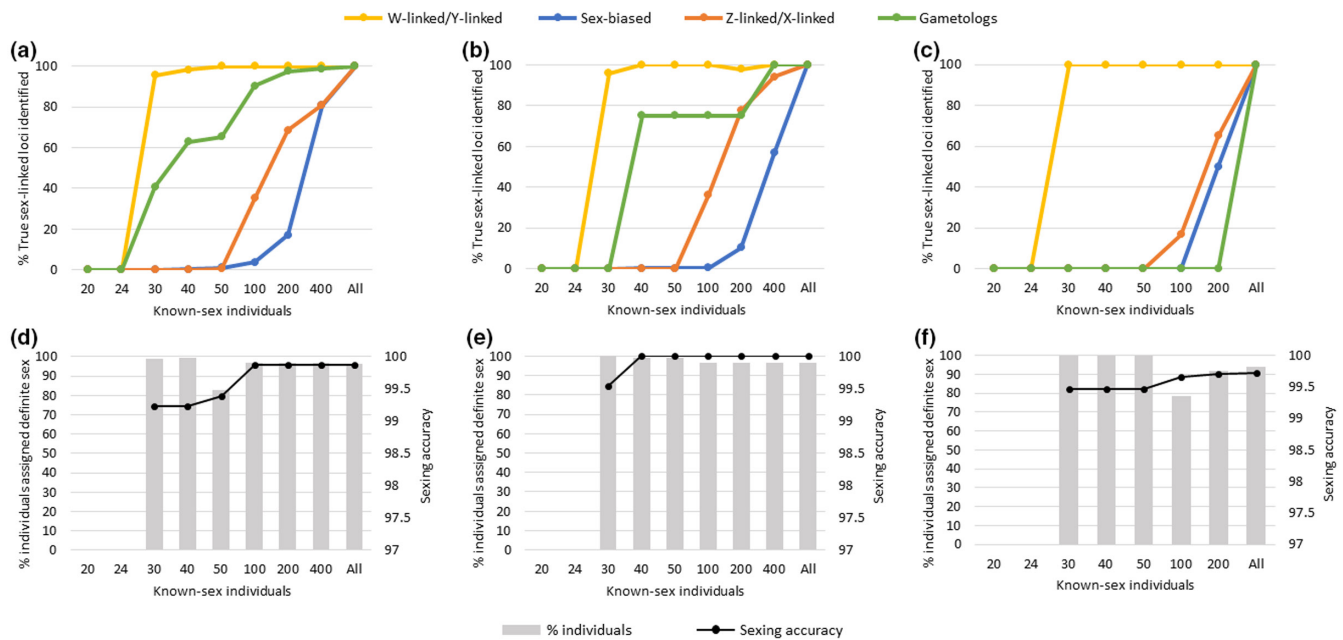 W-linked/Y-linked Sex-biased Z-linked/X-linked Gametologs
(a) (b) (c)
100 100 100
80 80 80
60 60 60
40 40 40
20 20 20
0 0 0
% True sex-linked loci identified % True sex-linked loci identified % True sex-linked loci identified
20 24 30 40 50 100 200 400 All 20 24 30 40 50 100 200 400 All 20 24 30 40 50 100 200 All
Known-sex individuals Known-sex individuals Known-sex individuals
(d) (e) (f)
% individuals assigned definite sex
100
90
80
70
60
50
40
30
20
10
0
100
99.5
99
98.5
98
97.5
97
Sexing accuracy
20 24 30 40 50 100 200 400 All
Known-sex individuals
% individuals assigned definite sex
100
90
80
70
60
50
40
30
20
10
0
100
99.5
99
98.5
98
97.5
97
Sexing accuracy
20 24 30 40 50 100 200 400 All
Known-sex individuals
% individuals assigned definite sex
100
90
80
70
60
50
40
30
20
10
0
100
99.5
99
98.5
98
97.5
97
Sexing accuracy
20 24 30 40 50 100 200 All
Known-sex individuals
% individuals Sexing accuracy